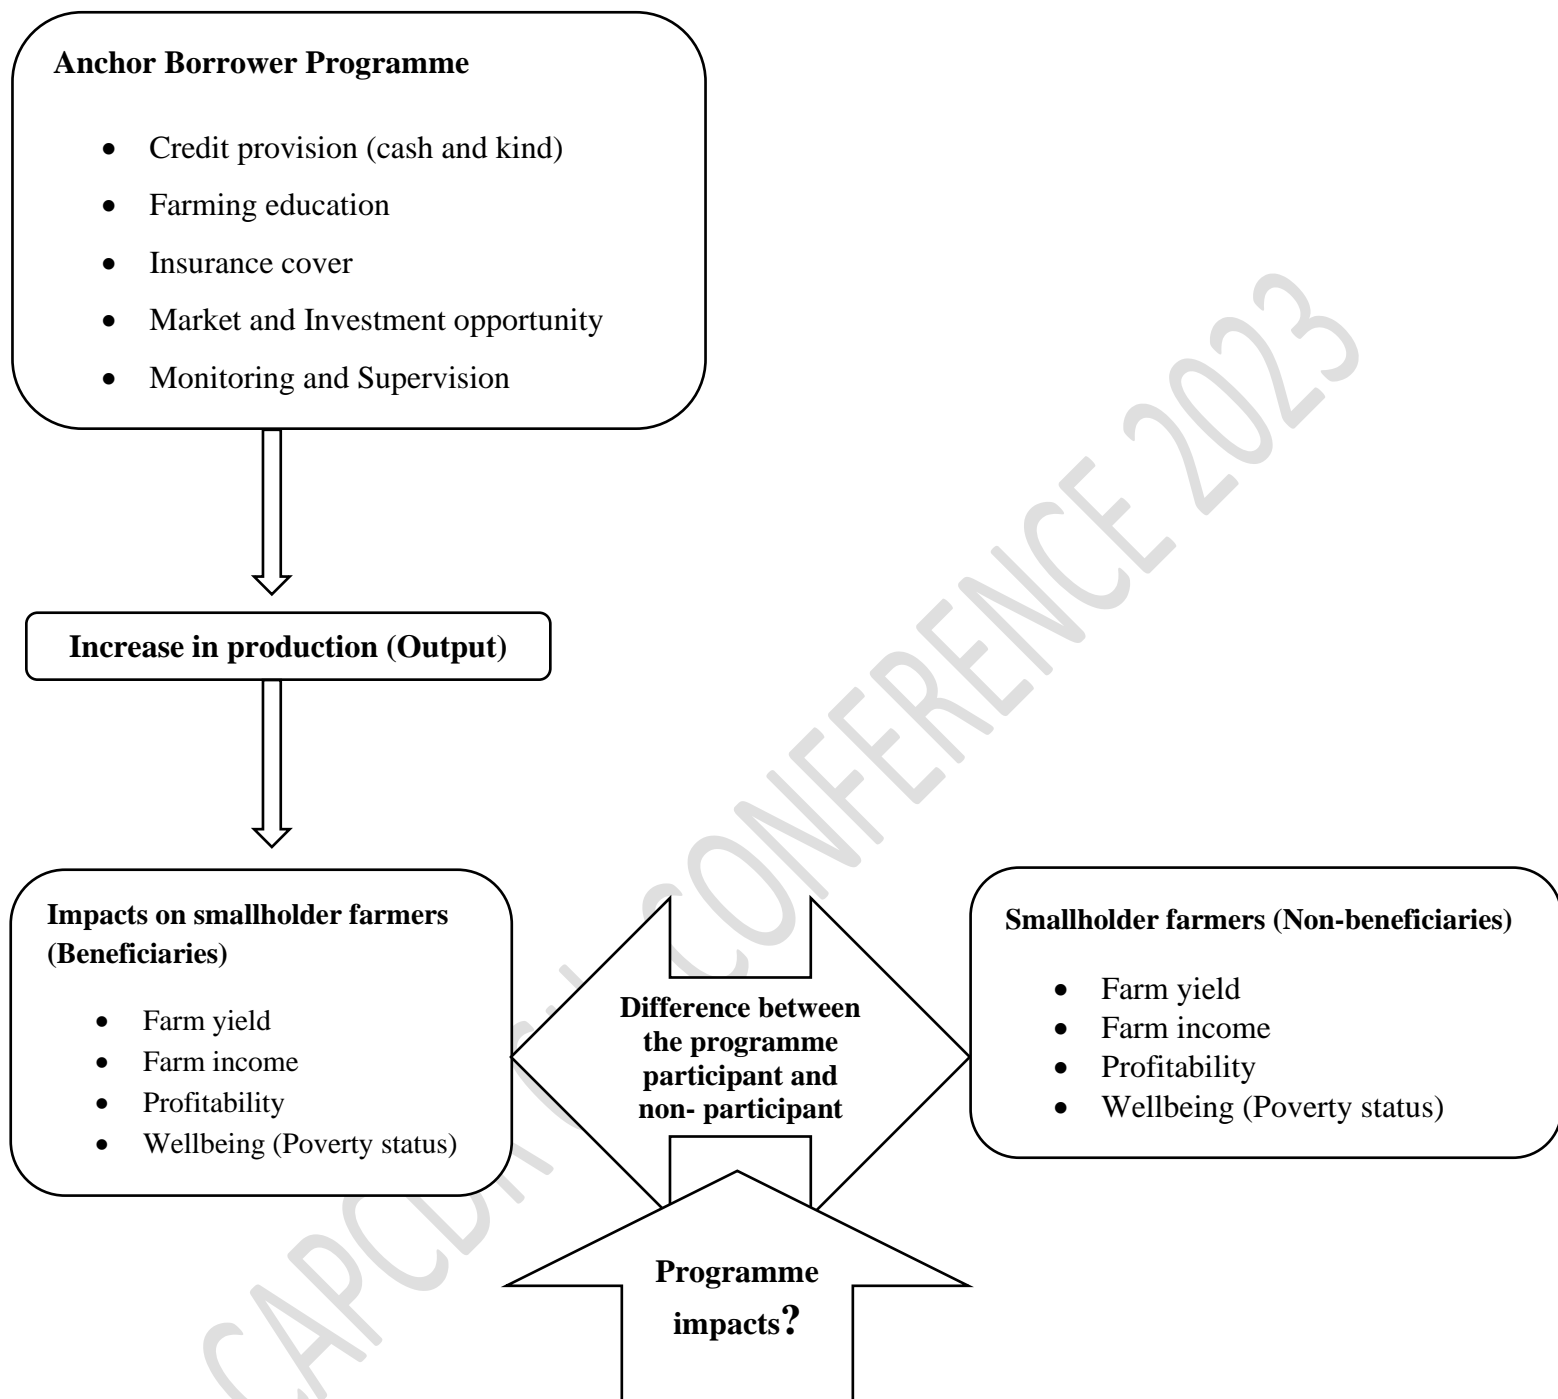 Anchor Borrower Programme
• Credit provision (cash and kind)
• Farming education
• Insurance cover
• Market and Investment opportunity
• Monitoring and Supervision
Increase in production (Output)
Impacts on smallholder farmers
(Beneficiaries)
• Farm yield
• Farm income
• Profitability
• Wellbeing (Poverty status)
Difference between
the programme
participant and
non- participant
Smallholder farmers (Non-beneficiaries)
• Farm yield
• Farm income
• Profitability
• Wellbeing (Poverty status)
Programme
impacts?
CONFERENCE 2023